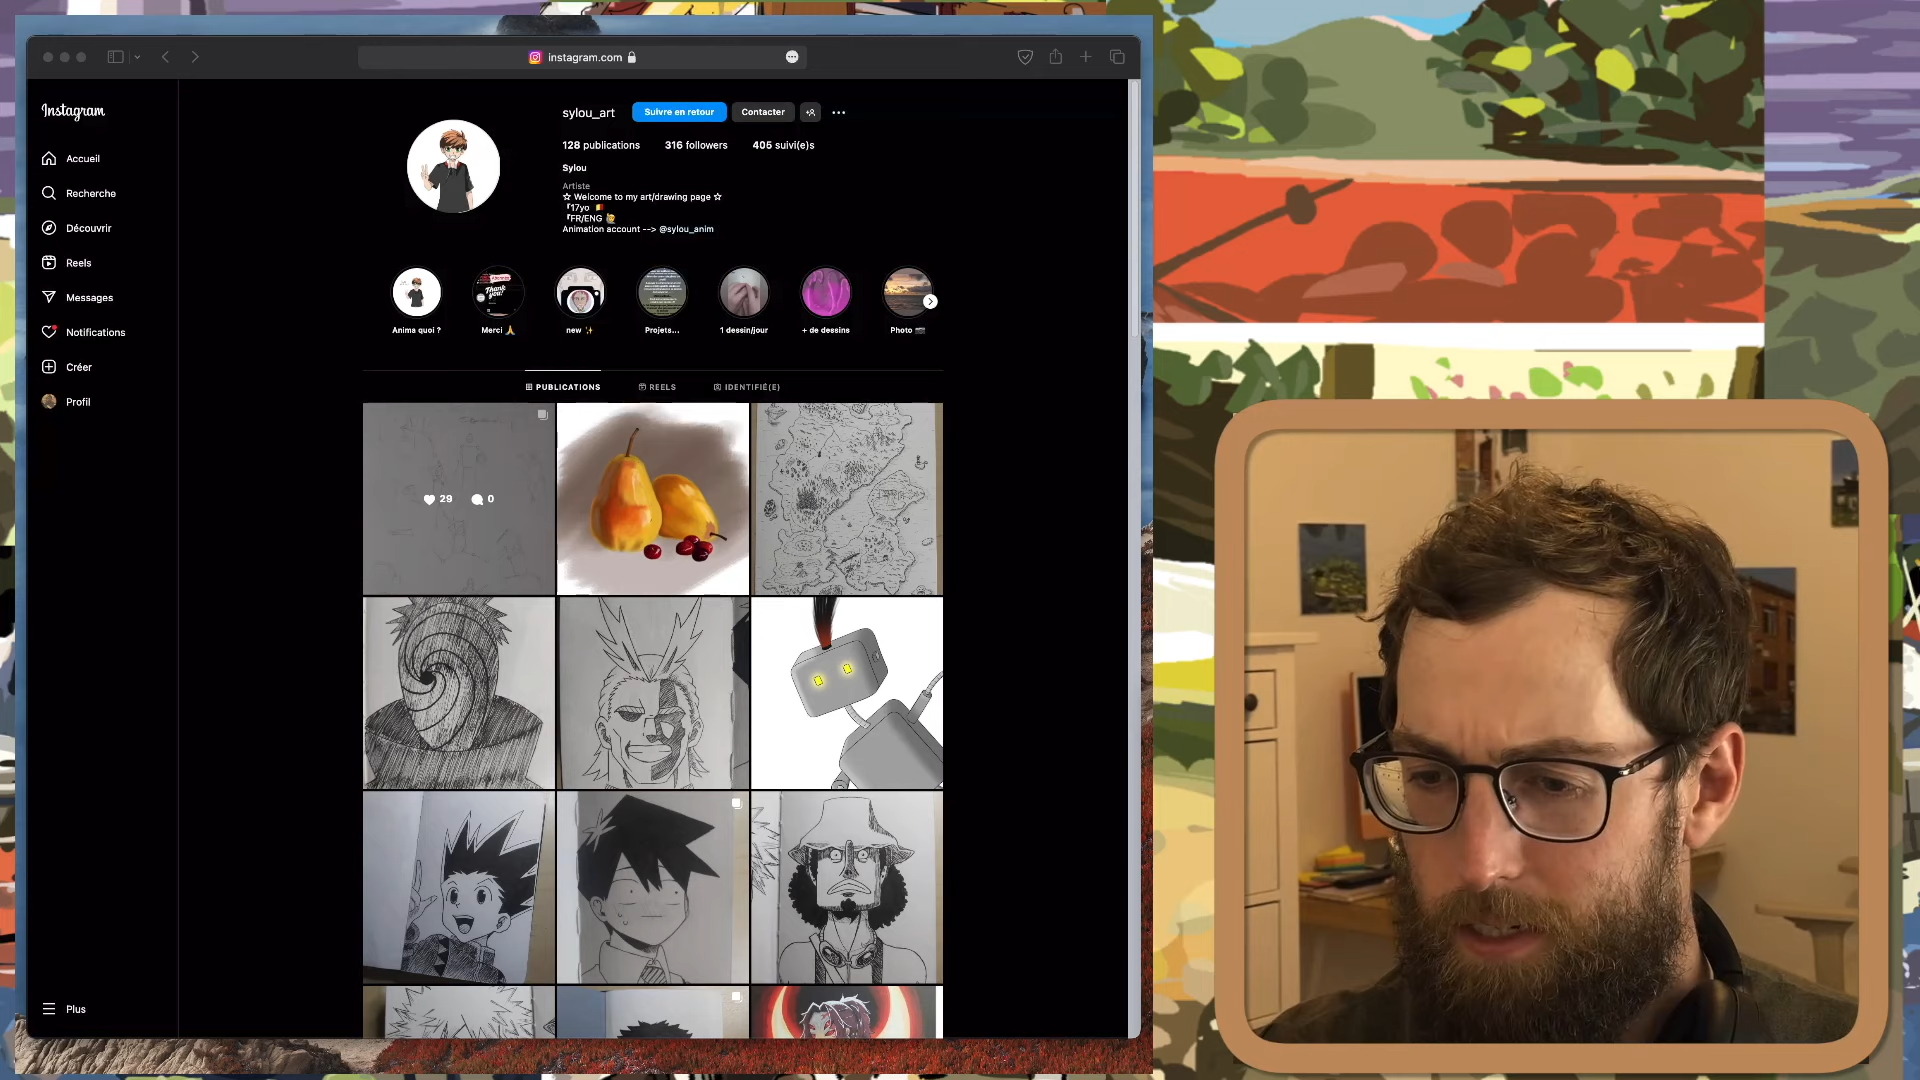 instagram.com
Instagram
Accueil
Recherche
Découvrir
Reels
Messages
Notifications
Créer
Profil
Plus
sylou_art
Suivre en retour
Contacter
128 publications
316 followers
405 suivi(e)s
Sylou
Artiste
☆ Welcome to my art/drawing page ☆
『17yo 🇧🇪
『FR/ENG 🙋
Animation account --> @sylou_anim
Thank you!
Anima quoi ?
Merci 🙏
new ✨
Projets...
1 dessin/jour
+ de dessins
Photo 📷
PUBLICATIONS
REELS
IDENTIFIÉ(E)
29
0